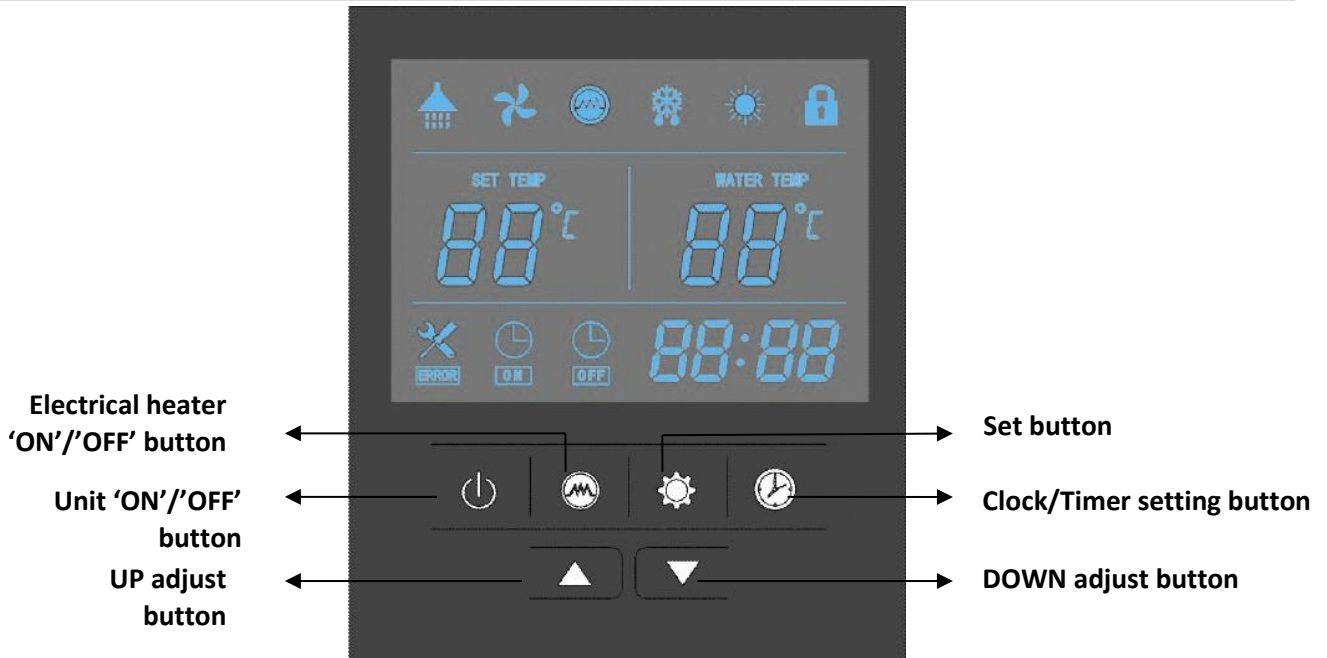 SET TEMP
WATER TEMP
88°C
88°C
ERROR
ON
OFF
88:88
Electrical heater
‘ON’/’OFF’ button
Unit ‘ON’/’OFF’
button
UP adjust
button
Set button
Clock/Timer setting button
DOWN adjust button